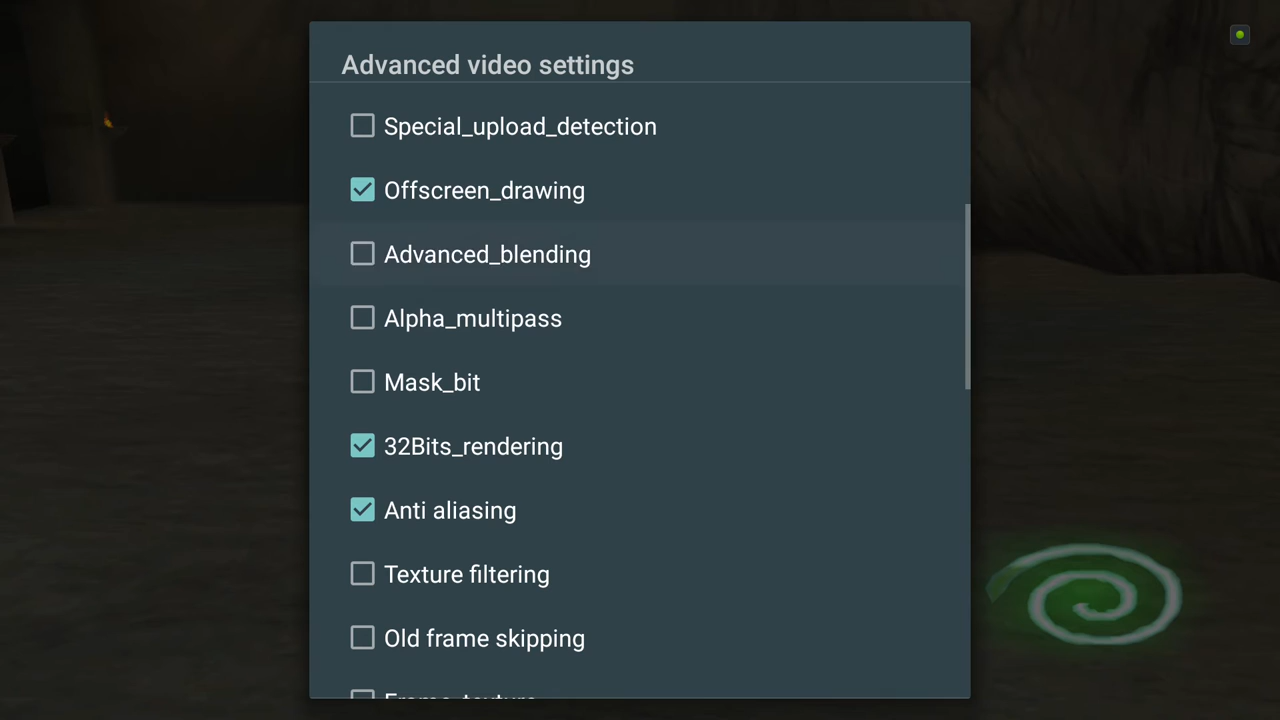 Advanced video settings
Special_upload_detection
Offscreen_drawing
Advanced_blending
Alpha_multipass
Mask_bit
32Bits_rendering
Anti aliasing
Texture filtering
Old frame skipping